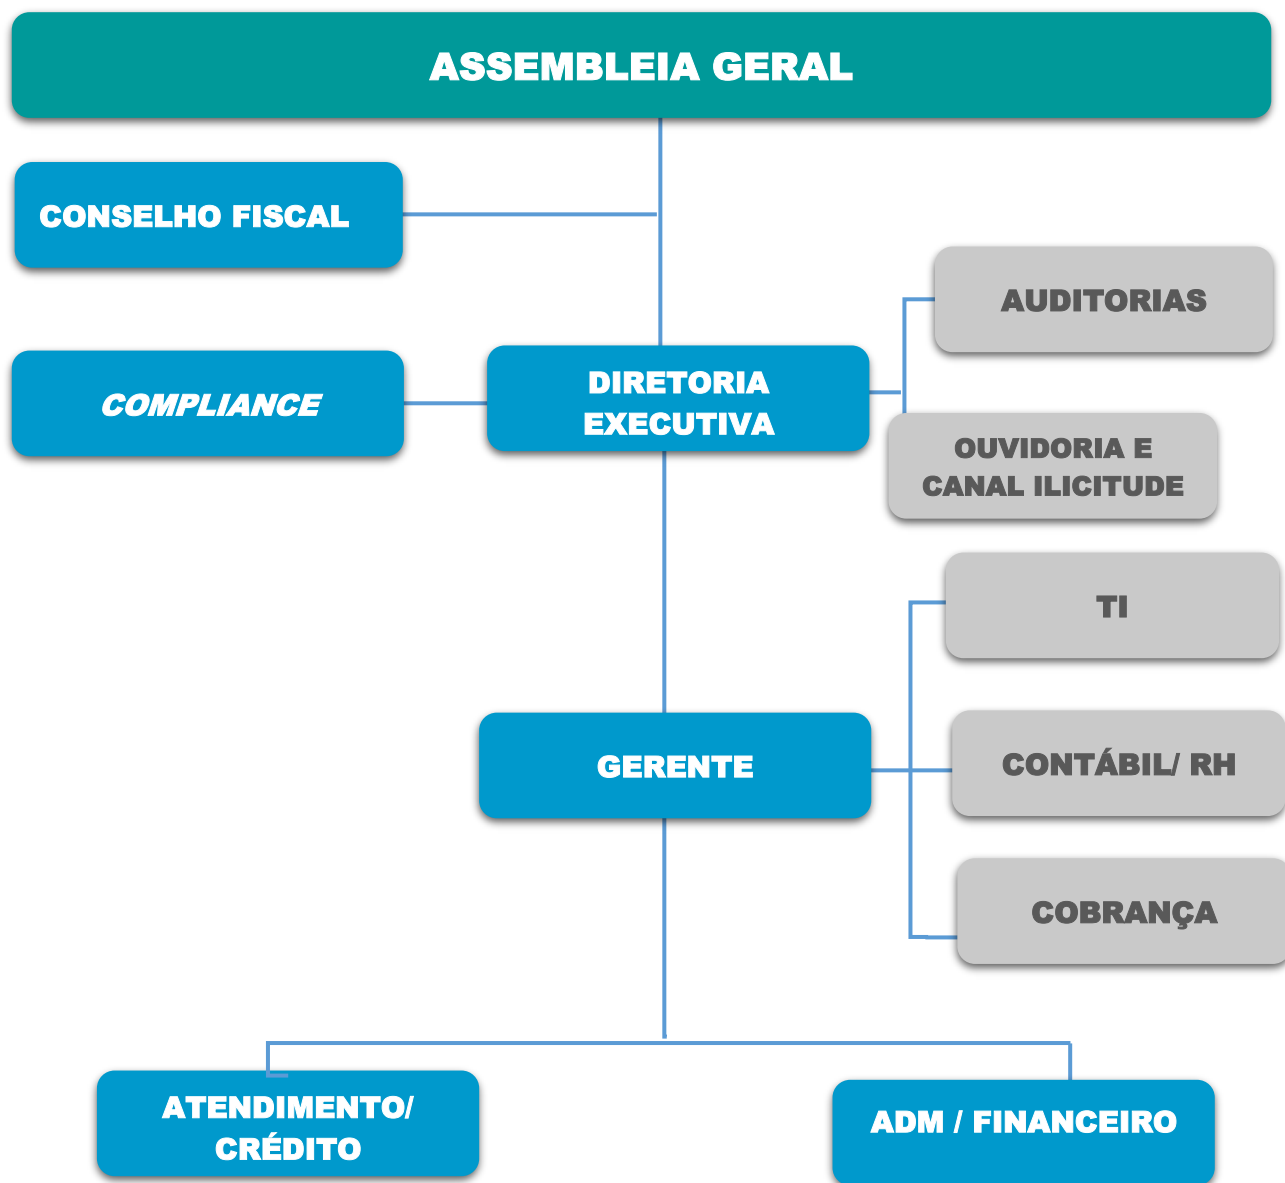 ASSEMBLEIA GERAL
CONSELHO FISCAL
AUDITORIAS
COMPLIANCE
DIRETORIA
EXECUTIVA
OUVIDORIA E
CANAL ILICITUDE
TI
GERENTE
CONTÁBIL/ RH
COBRANÇA
ATENDIMENTO/
CRÉDITO
ADM / FINANCEIRO